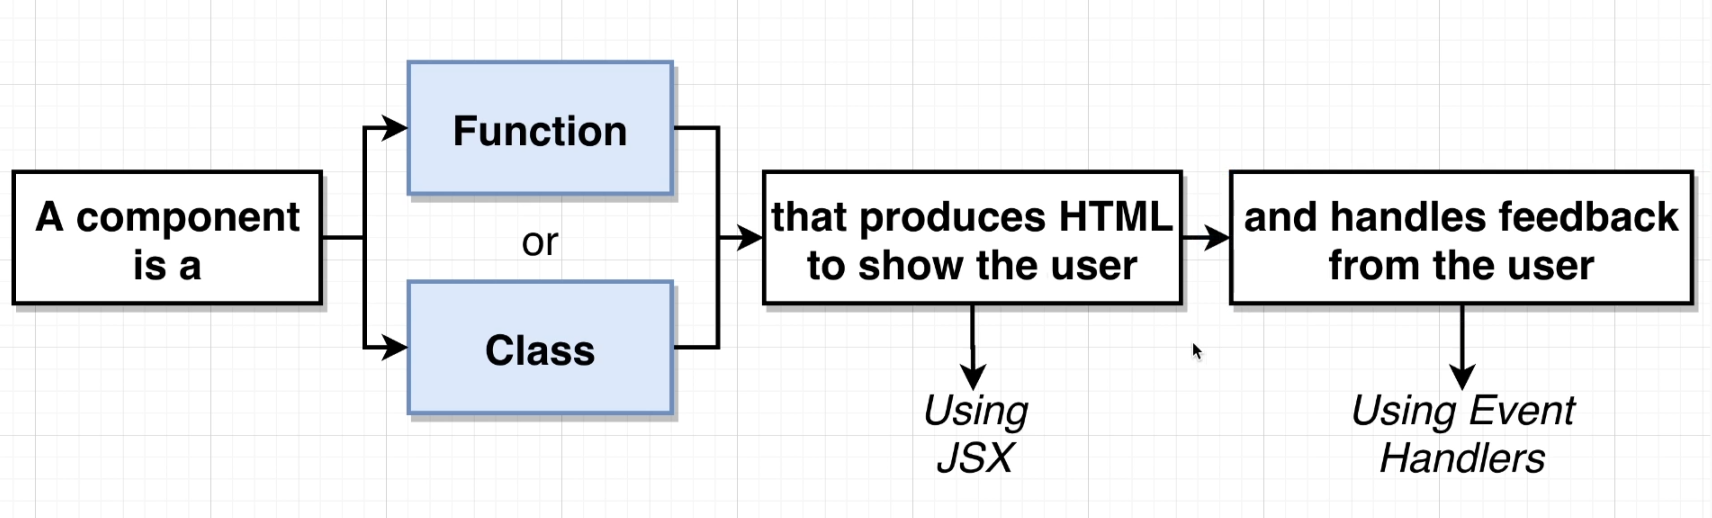 A component
is a
Function
or
Class
that produces HTML
to show the user
Using
JSX
and handles feedback
from the user
Using Event
Handlers